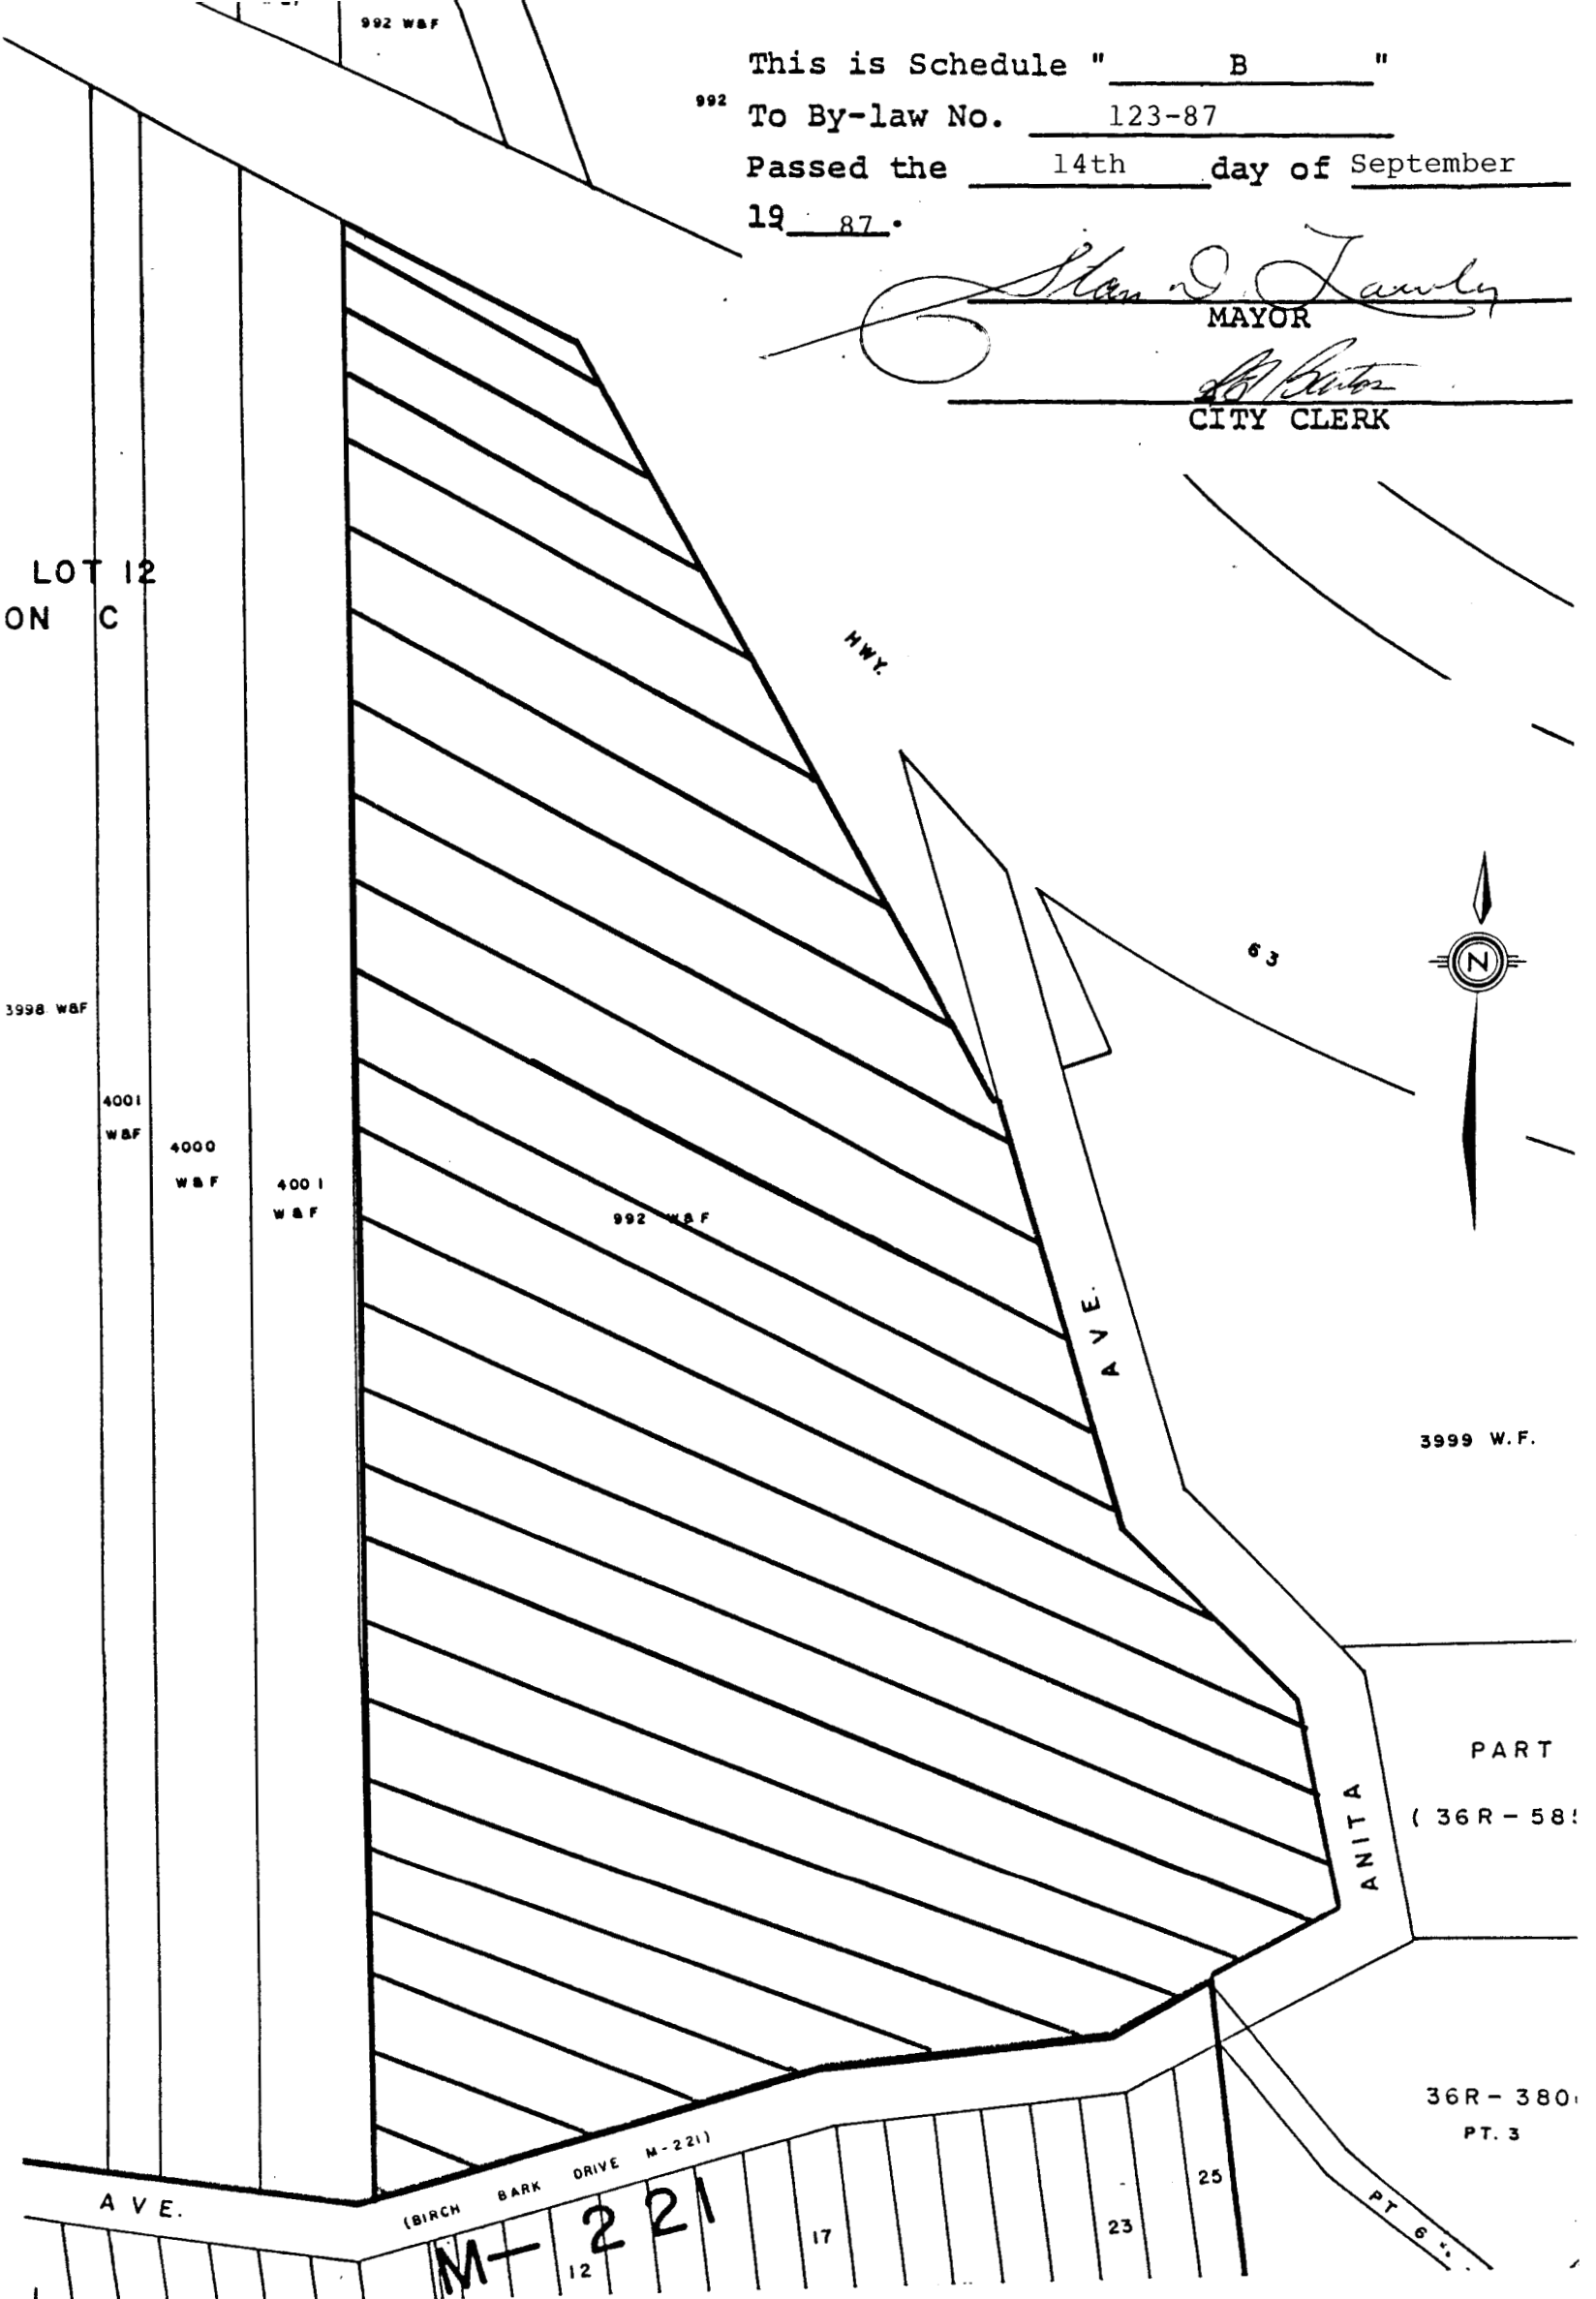 992 W&F
This is Schedule " B "
992 To By-law No. 123-87
Passed the 14th day of September
19 87.
MAYOR
CITY CLERK
LOT 12
ON C
HWY.
63
N
3998 W&F
4001
W&F
4000
W&F
4001
W&F
992 W&F
AVE.
3999 W.F.
PART
(36R-58
ANITA
36R-380
PT. 3
PT 6
AVE.
(BIRCH BARK DRIVE M-221)
M-221
12
17
23
25